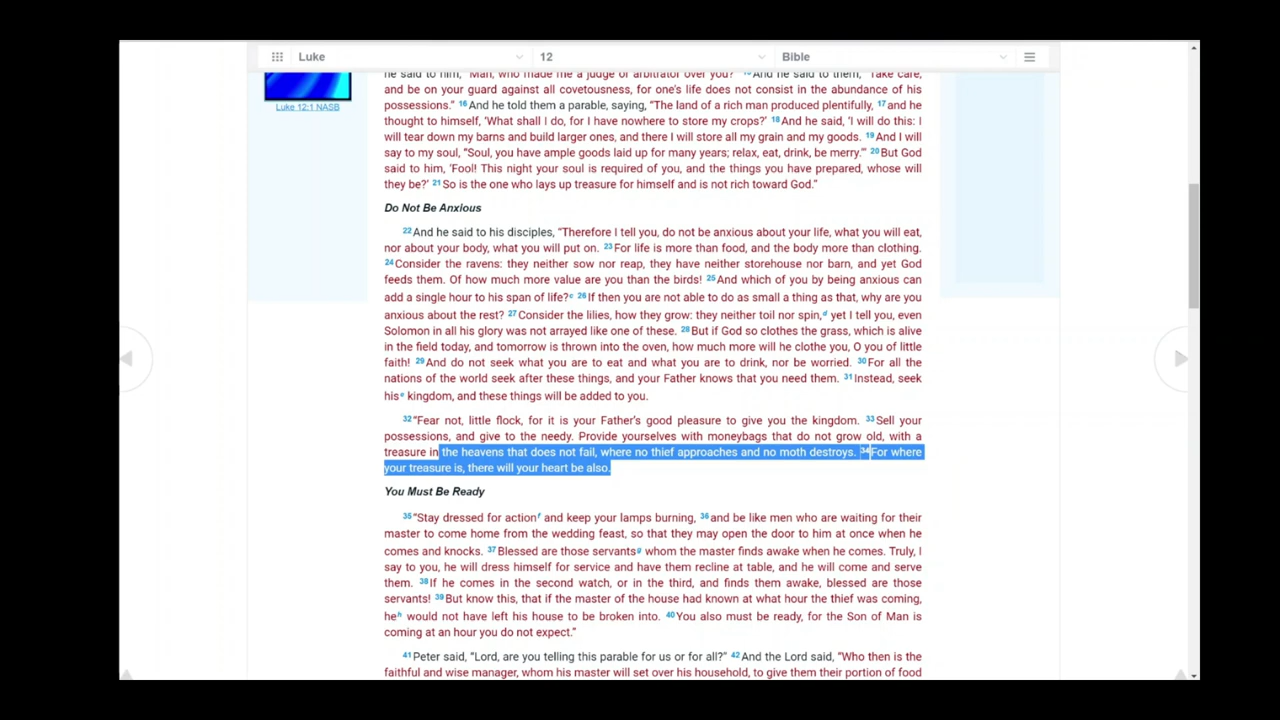 Luke
12
Bible
he said to him, “Man, who made me a judge or arbitrator over you?” 15 And he said to them, “Take care,
and be on your guard against all covetousness, for one's life does not consist in the abundance of his
possessions.” 16 And he told them a parable, saying, “The land of a rich man produced plentifully, 17 and he
thought to himself, ‘What shall I do, for I have nowhere to store my crops?’ 18 And he said, ‘I will do this: I
will tear down my barns and build larger ones, and there I will store all my grain and my goods. 19 And I will
say to my soul, “Soul, you have ample goods laid up for many years; relax, eat, drink, be merry.”’ 20 But God
said to him, ‘Fool! This night your soul is required of you, and the things you have prepared, whose will
they be?’ 21 So is the one who lays up treasure for himself and is not rich toward God.”
Luke 12:1 NASB
Do Not Be Anxious
22 And he said to his disciples, “Therefore I tell you, do not be anxious about your life, what you will eat,
nor about your body, what you will put on. 23 For life is more than food, and the body more than clothing.
24 Consider the ravens: they neither sow nor reap, they have neither storehouse nor barn, and yet God
feeds them. Of how much more value are you than the birds! 25 And which of you by being anxious can
add a single hour to his span of life?c 26 If then you are not able to do as small a thing as that, why are you
anxious about the rest? 27 Consider the lilies, how they grow: they neither toil nor spin,d yet I tell you, even
Solomon in all his glory was not arrayed like one of these. 28 But if God so clothes the grass, which is alive
in the field today, and tomorrow is thrown into the oven, how much more will he clothe you, O you of little
faith! 29 And do not seek what you are to eat and what you are to drink, nor be worried. 30 For all the
nations of the world seek after these things, and your Father knows that you need them. 31 Instead, seek
his e kingdom, and these things will be added to you.
32 “Fear not, little flock, for it is your Father's good pleasure to give you the kingdom. 33 Sell your
possessions, and give to the needy. Provide yourselves with moneybags that do not grow old, with a
treasure in the heavens that does not fail, where no thief approaches and no moth destroys. 34 For where
your treasure is, there will your heart be also.
You Must Be Ready
35 “Stay dressed for action f and keep your lamps burning, 36 and be like men who are waiting for their
master to come home from the wedding feast, so that they may open the door to him at once when he
comes and knocks. 37 Blessed are those servants g whom the master finds awake when he comes. Truly, I
say to you, he will dress himself for service and have them recline at table, and he will come and serve
them. 38 If he comes in the second watch, or in the third, and finds them awake, blessed are those
servants! 39 But know this, that if the master of the house had known at what hour the thief was coming,
he h would not have left his house to be broken into. 40 You also must be ready, for the Son of Man is
coming at an hour you do not expect.”
41 Peter said, “Lord, are you telling this parable for us or for all?” 42 And the Lord said, “Who then is the
faithful and wise manager, whom his master will set over his household, to give them their portion of food